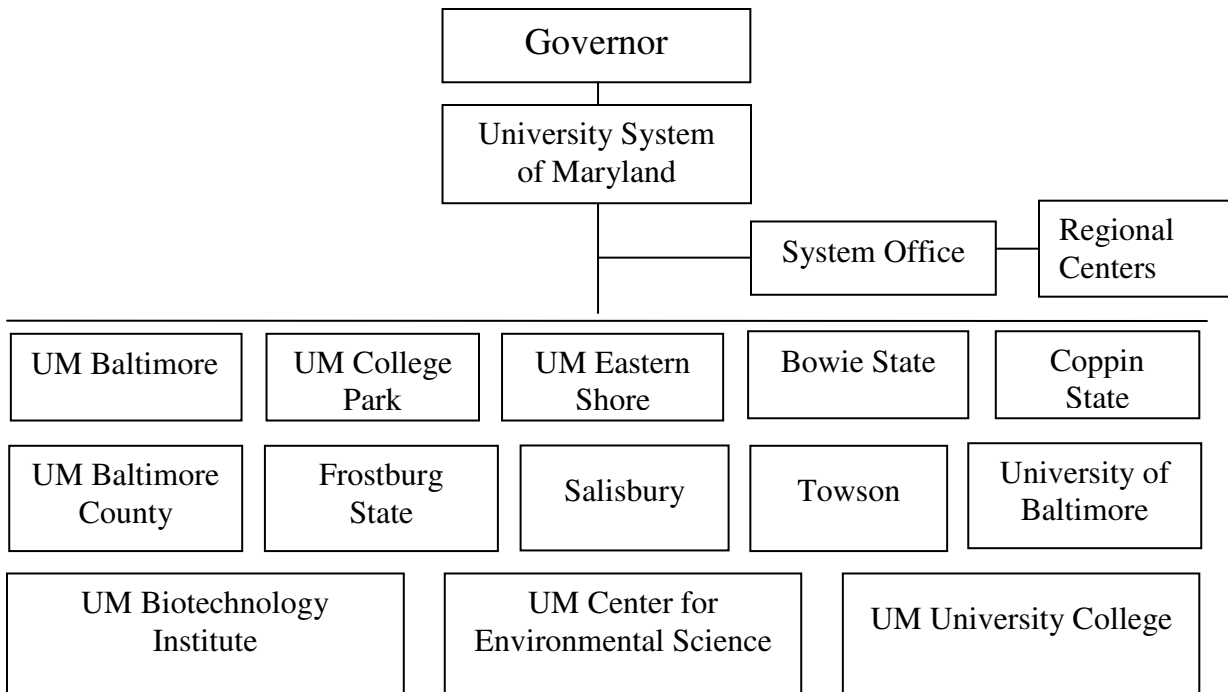 Governor
University System
of Maryland
System Office
Regional
Centers
UM Baltimore
UM College
Park
UM Eastern
Shore
Bowie State
Coppin
State
UM Baltimore
County
Frostburg
State
Salisbury
Towson
University of
Baltimore
UM Biotechnology
Institute
UM Center for
Environmental Science
UM University College